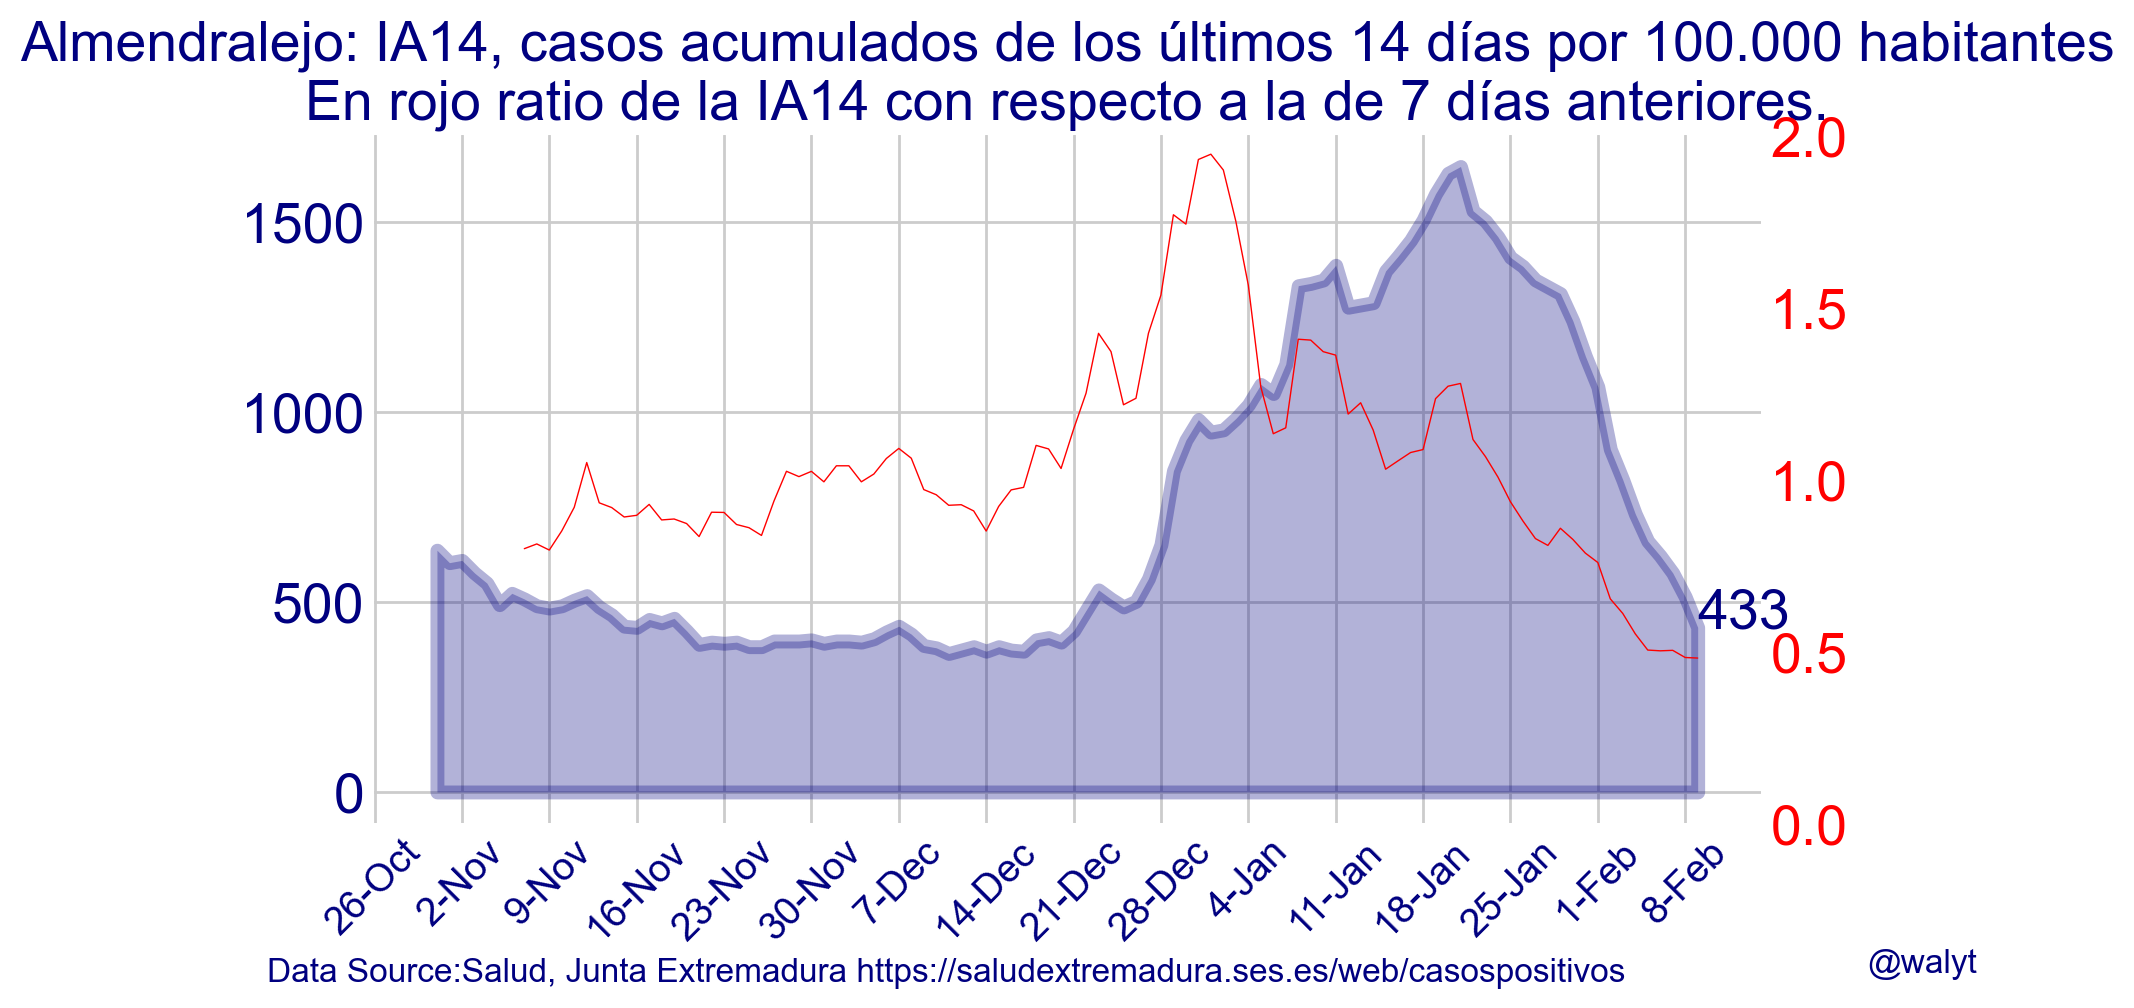 Almendralejo: IA14, casos acumulados de los últimos 14 días por 100.000 habitantes
En rojo ratio de la IA14 con respecto a la de 7 días anteriores.
2.0
1500
1.5
1000
1.0
500
433
0.5
0
0.0
26-Oct
2-Nov
9-Nov
16-Nov
23-Nov
30-Nov
7-Dec
14-Dec
21-Dec
28-Dec
4-Jan
11-Jan
18-Jan
25-Jan
1-Feb
8-Feb
Data Source:Salud, Junta Extremadura https://saludextremadura.ses.es/web/casospositivos
@walyt